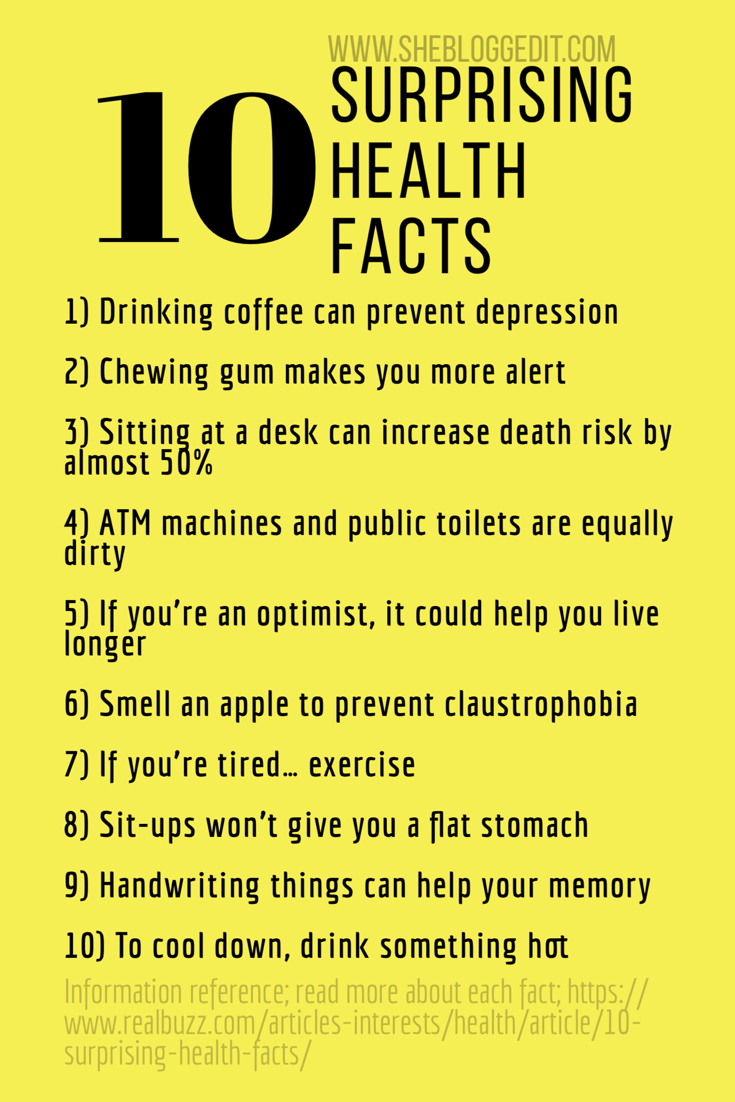 WWW.SHEBLOGGEDIT.COM
10
SURPRISING
HEALTH
FACTS
1) Drinking coffee can prevent depression
2) Chewing gum makes you more alert
3) Sitting at a desk can increase death risk by
almost 50%
4) ATM machines and public toilets are equally
dirty
5) If you’re an optimist, it could help you live
longer
6) Smell an apple to prevent claustrophobia
7) If you’re tired… exercise
8) Sit-ups won’t give you a flat stomach
9) Handwriting things can help your memory
10) To cool down, drink something hot
Information reference; read more about each fact; https://
www.realbuzz.com/articles-interests/health/article/10-
surprising-health-facts/